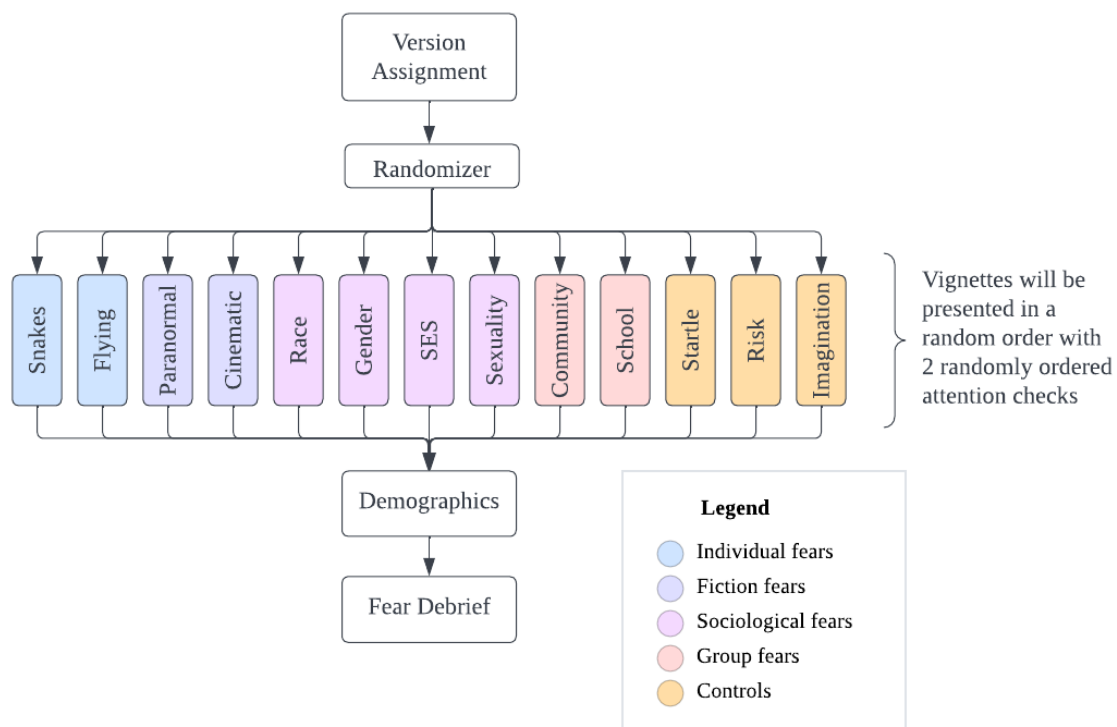 Version
Assignment
Randomizer
Snakes
Flying
Paranormal
Cinematic
Race
Gender
SES
Sexuality
Community
School
Startle
Risk
Imagination
Vignettes will be
presented in a
random order with
2 randomly ordered
attention checks
Demographics
Fear Debrief
Legend
Individual fears
Fiction fears
Sociological fears
Group fears
Controls